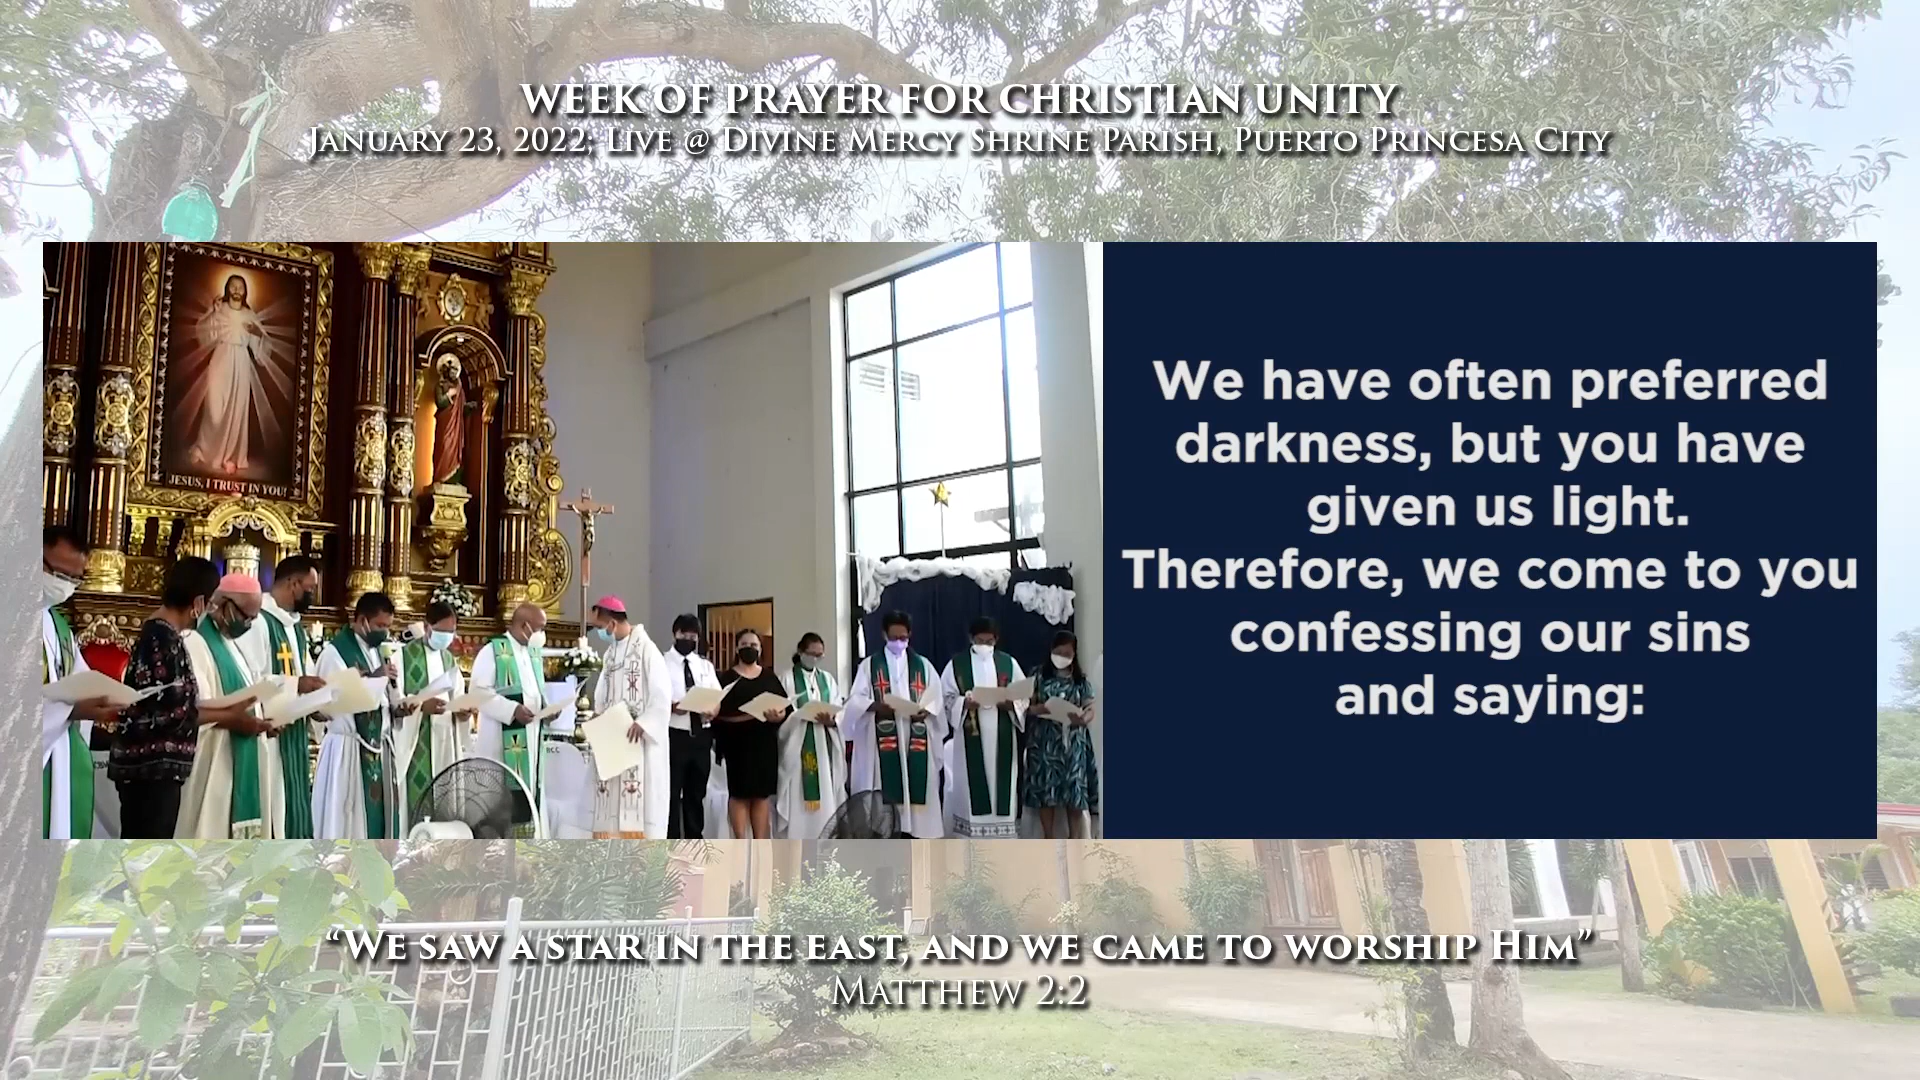 WEEK OF PRAYER FOR CHRISTIAN UNITY
January 23, 2022; Live @ Divine Mercy Shrine Parish, Puerto Princesa City
JESUS, I TRUST IN YOU!
We have often preferred
darkness, but you have
given us light.
Therefore, we come to you
confessing our sins
and saying:
BCC
“We saw a star in the east, and we came to worship Him”
Matthew 2:2